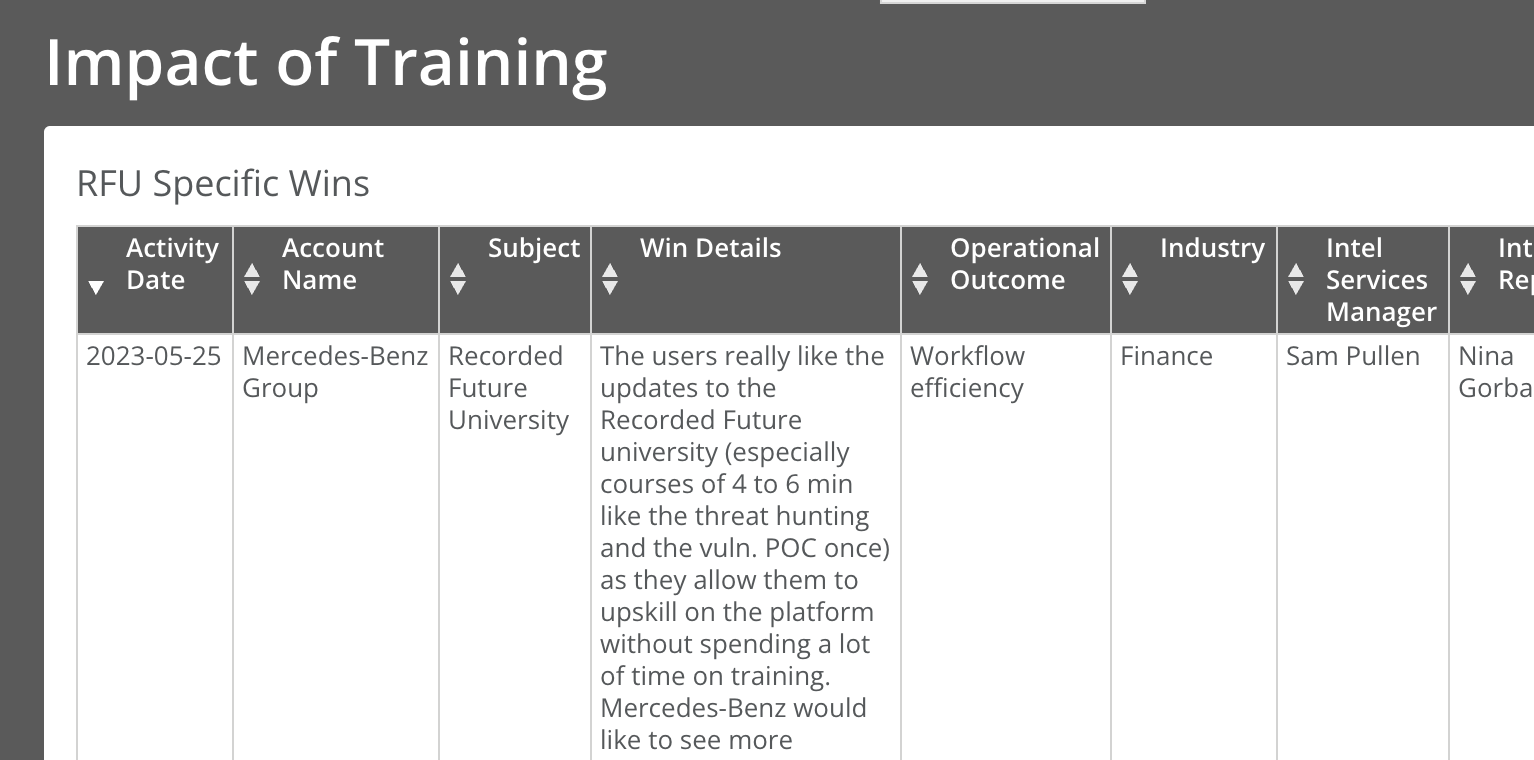 Impact of Training
RFU Specific Wins
Activity Date
Account Name
Subject
Win Details
Operational Outcome
Industry
Intel Services Manager
2023-05-25
Mercedes-Benz
Group
Recorded
Future
University
The users really like the
updates to the
Recorded Future
university (especially
courses of 4 to 6 min
like the threat hunting
and the vuln. POC once)
as they allow them to
upskill on the platform
without spending a lot
of time on training.
Mercedes-Benz would
like to see more
Workflow
efficiency
Finance
Sam Pullen
Nina